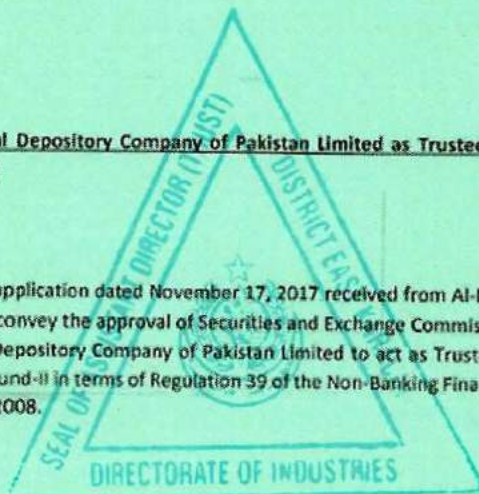 al Depository Company of Pakistan Limited as Trustee
application dated November 17, 2017 received from Al-
convey the approval of Securities and Exchange Commis
Depository Company of Pakistan Limited to act as Trust
und-II in terms of Regulation 39 of the Non-Banking Fina
2008.
SEAL OF ASSISTANT DIRECTOR (TRUST)
DISTRICT EAST
DIRECTORATE OF INDUSTRIES